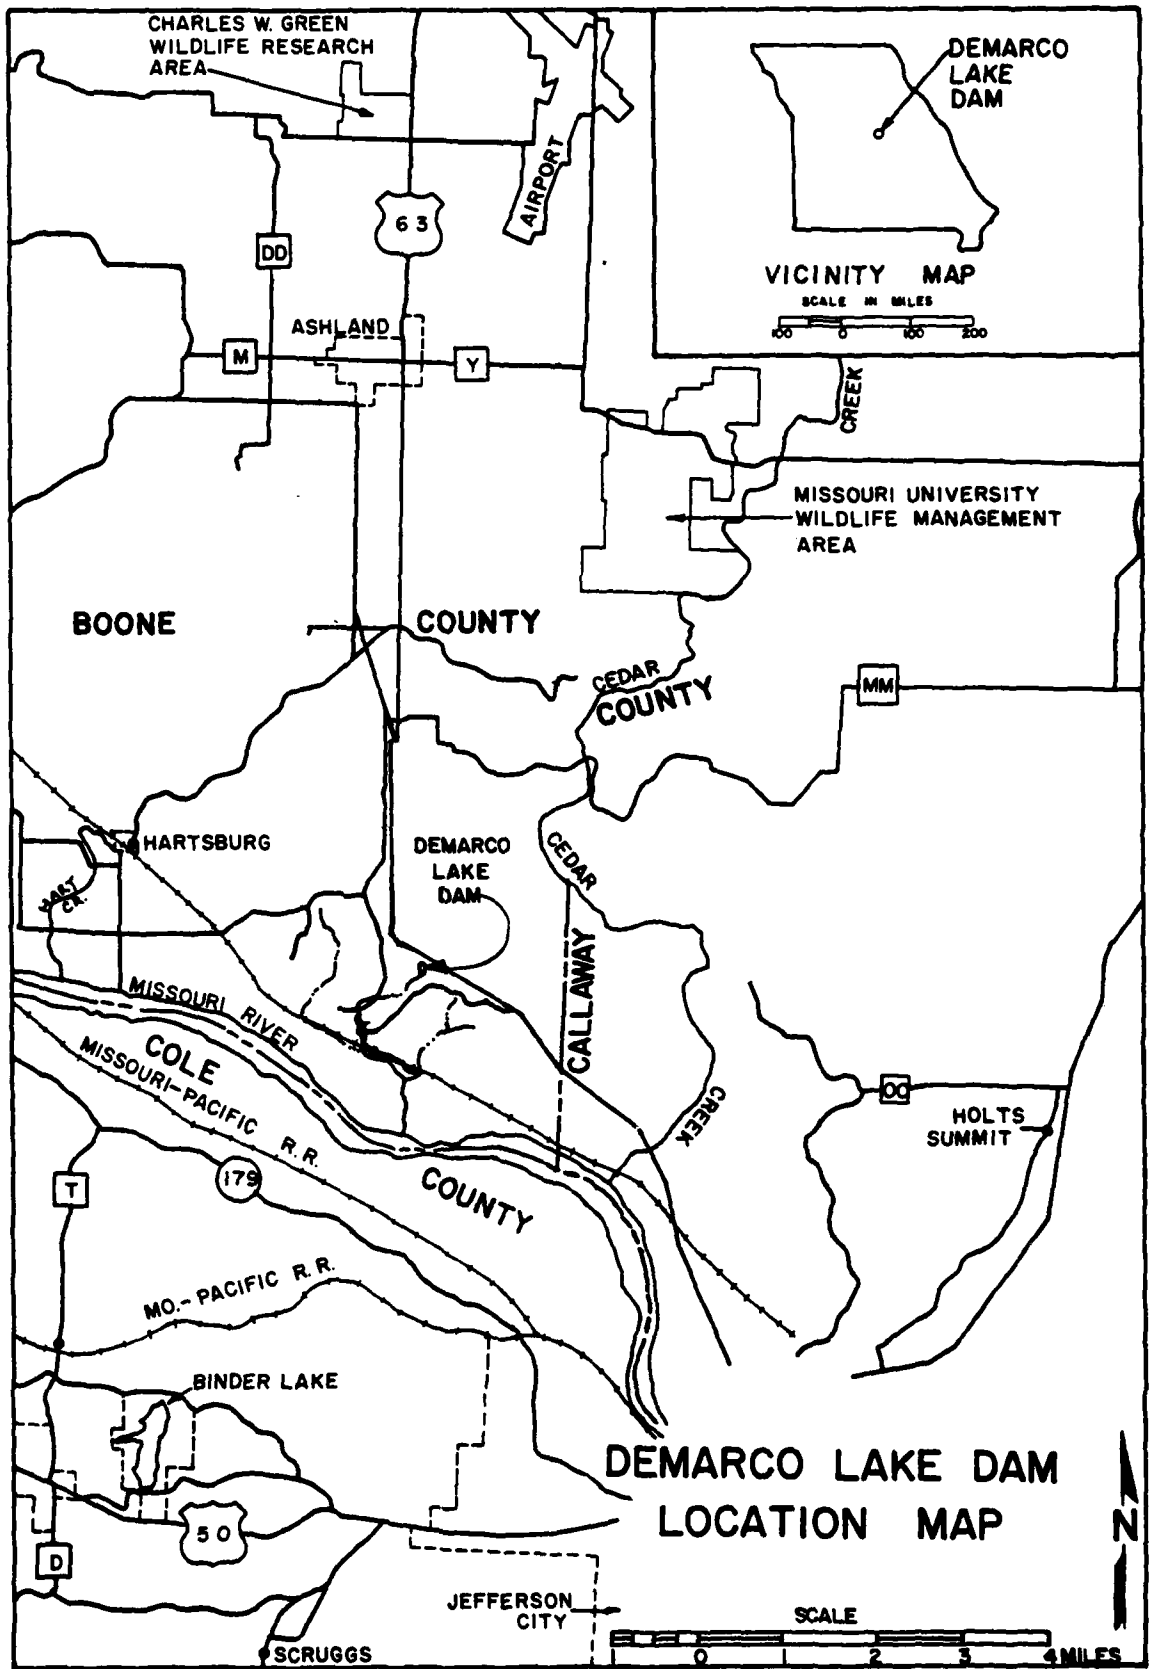 CHARLES W. GREEN
WILDLIFE RESEARCH
AREA
DEMARCO
LAKE
DAM
AIRPORT
63
DD
VICINITY MAP
SCALE IN MILES
100 0 100 200
ASHLAND
M
Y
CREEK
MISSOURI UNIVERSITY
WILDLIFE MANAGEMENT
AREA
BOONE COUNTY
CEDAR
COUNTY
MM
HARTSBURG
DEMARCO
LAKE
DAM
CEDAR
HART
CR.
CALLAWAY
MISSOURI RIVER
COLE
MISSOURI-PACIFIC R.R.
CREEK
OO
HOLTS
SUMMIT
T
179
COUNTY
MO.-PACIFIC R.R.
BINDER LAKE
DEMARCO LAKE DAM
LOCATION MAP
50
N
D
JEFFERSON
CITY
SCALE
0 2 3 4 MILES
SCRUGGS